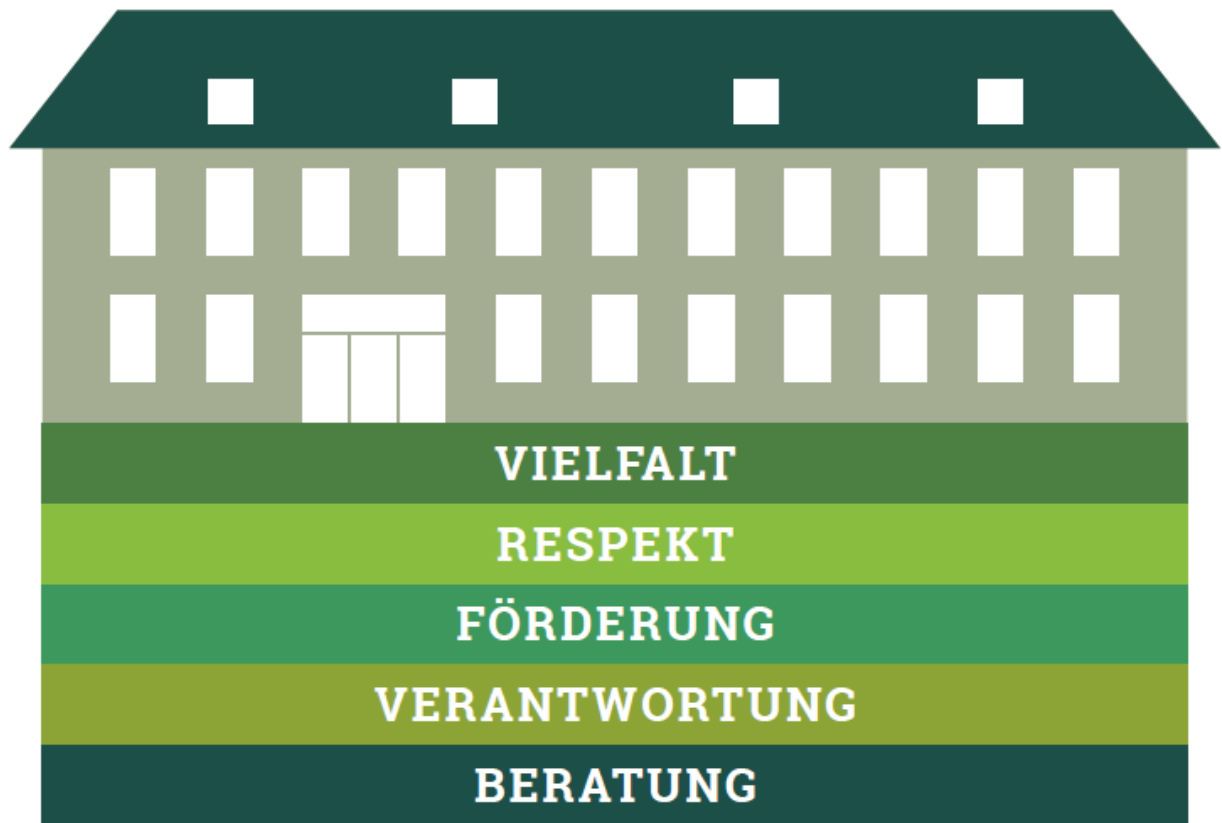 VIELFALT
RESPEKT
FÖRDERUNG
VERANTWORTUNG
BERATUNG